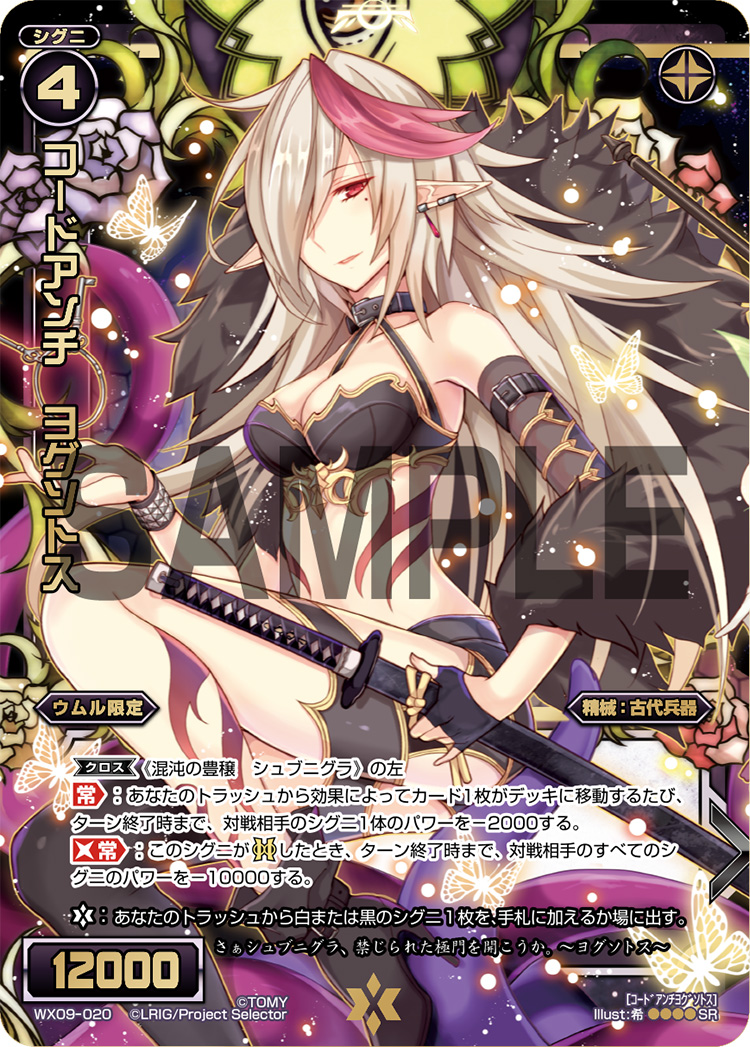 シグニ
4
コードアンチ　ヨグソトス
SAMPLE
ウムル限定
精械：古代兵器
クロス 《混沌の豊穣　シュブニグラ》の左
常：あなたのトラッシュから効果によってカード1枚がデッキに移動するたび、
ターン終了時まで、対戦相手のシグニ1体のパワーを－2000する。
常：このシグニがしたとき、ターン終了時まで、対戦相手のすべてのシ
グニのパワーを－10000する。
：あなたのトラッシュから白または黒のシグニ１枚を、手札に加えるか場に出す。
さぁシュブニグラ、禁じられた極門を開こうか。～ヨグソトス～
12000
©TOMY
[コードアンチヨグソトス]
WX09-020 ©LRIG/Project Selector
Illust:希 SR